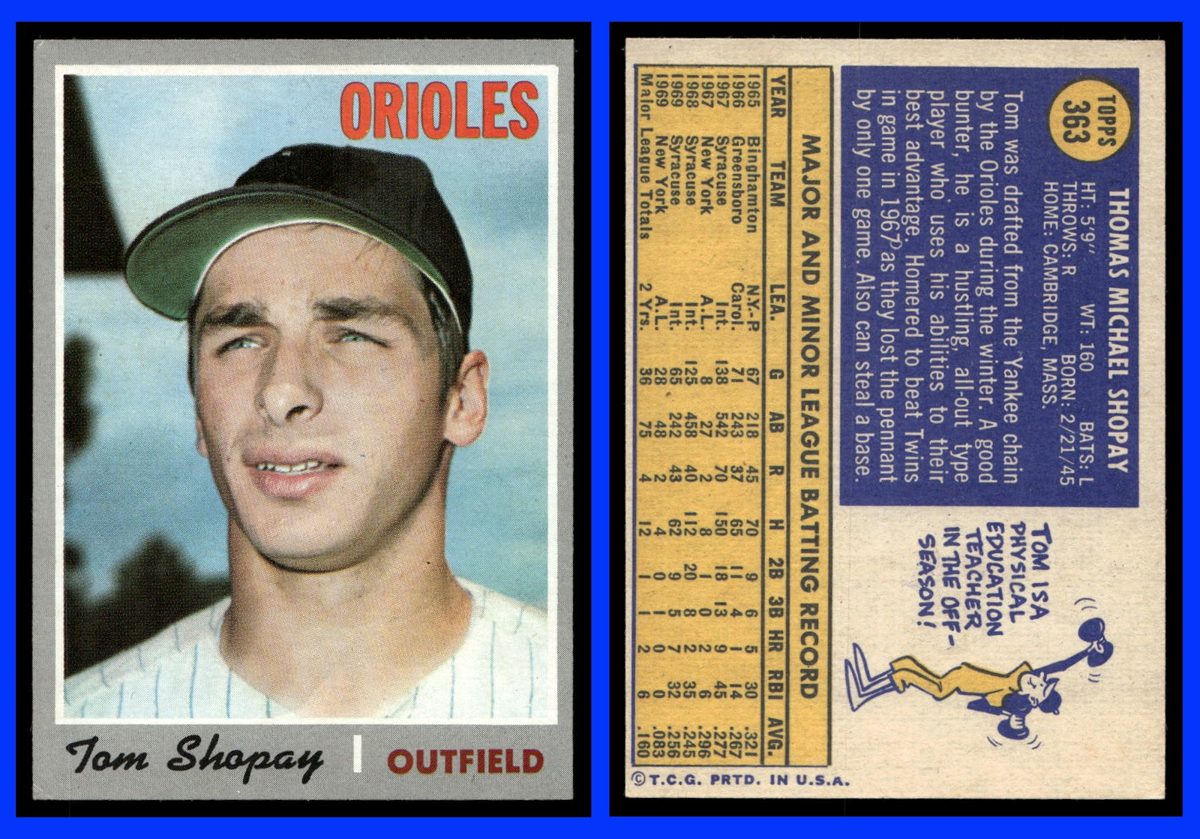 ORIOLES
Tom Shopay
OUTFIELD
TOPPS
363
THOMAS MICHAEL SHOPAY
HT: 5'9" WT: 160 BATS: L
THROWS: R BORN: 2/21/45
HOME: CAMBRIDGE, MASS.
Tom was drafted from the Yankee chain
by the Orioles during the winter. A good
bunter, he is a hustling, all-out type
player who uses his abilities to their
best advantage. Homered to beat Twins
in game in 1967 as they lost the pennant
by only one game. Also can steal a base.
TOM IS A
PHYSICAL
EDUCATION
TEACHER
IN THE OFF-
SEASON!
MAJOR AND MINOR LEAGUE BATTING RECORD
YEAR TEAM LEA. G AB R H 2B 3B HR RBI AVG.
1965 Binghamton N.Y.-P. 67 218 45 70 9 4 5 30 .321
1966 Greensboro Carol. 71 243 37 65 4 6 1 14 .267
1967 Syracuse Int. 138 542 70 150 18 13 9 45 .277
1967 New York A.L. 8 27 2 8 1 0 2 6 .296
1968 Syracuse Int. 125 458 40 112 20 8 2 35 .245
1969 Syracuse Int. 65 242 43 62 9 5 7 32 .256
1969 New York A.L. 28 48 2 4 0 1 0 0 .083
Major League Totals 2 Yrs. 36 75 4 12 1 1 2 6 .160
© T.C.G. PRTD. IN U.S.A.